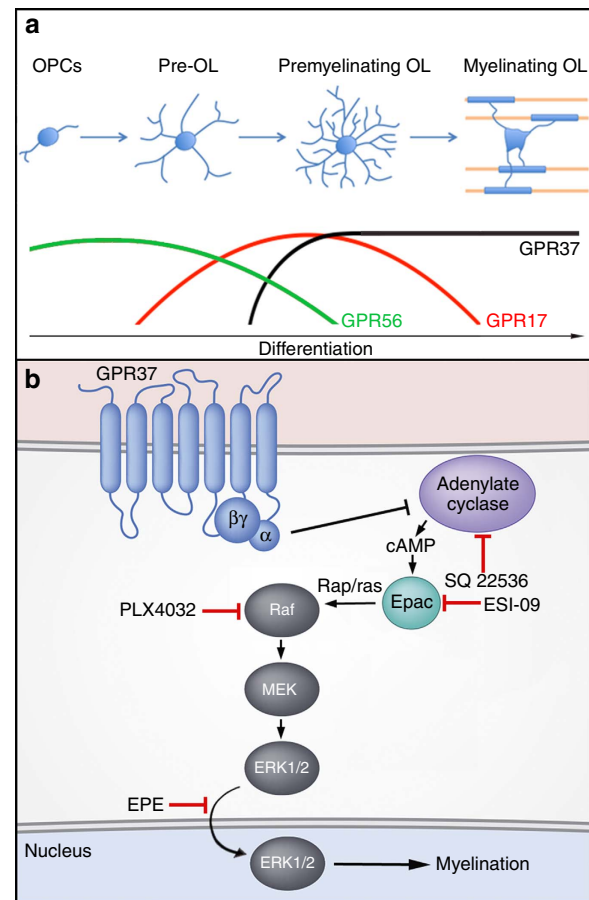 a
OPCs
Pre-OL
Premyelinating OL
Myelinating OL
GPR37
GPR56
GPR17
Differentiation
b
GPR37
Adenylate
cyclase
βγ
α
cAMP
SQ 22536
Rap/ras
Epac
ESI-09
PLX4032
Raf
MEK
ERK1/2
EPE
Nucleus
ERK1/2
Myelination